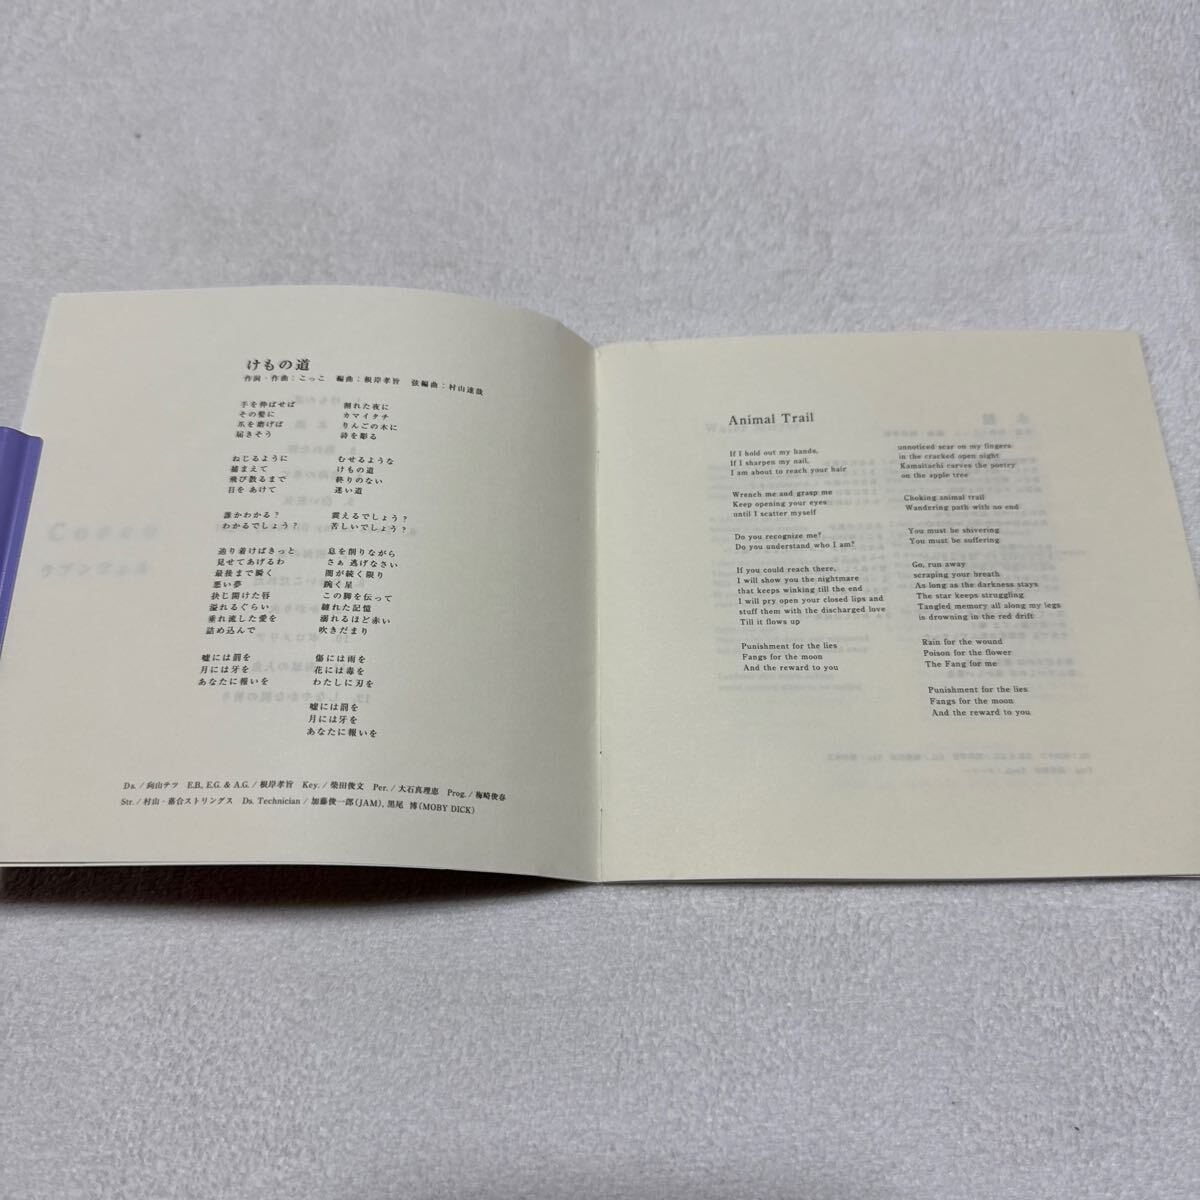 けもの道
作詞・作曲：こっこ　編曲：根岸孝旨　弦編曲：村山達哉
手を伸ばせば
その髪に
爪を磨げば
届きそう
ねじるように
捕まえて
飛び散るまで
目を あけて
誰かわかる？
わかるでしょう？
辿り着けばきっと
見せてあげるわ
最後まで瞬く
悪い夢
抉じ開けた唇
溢れるぐらい
垂れ流した愛を
詰め込んで
嘘には罰を
月には牙を
あなたに報いを
割れた夜に
カマイタチ
りんごの木に
詩を彫る
むせるような
けもの道
終りのない
迷い道
震えるでしょう？
苦しいでしょう？
息を削りながら
さぁ 逃げなさい
闇が続く限り
踠く星
この脚を伝って
縺れた記憶
溺れるほど赤い
吹きだまり
傷には雨を
花には毒を
わたしに刃を
嘘には罰を
月には牙を
あなたに報いを
Ds. / 向山テツ　E.B., E.G. & A.G. / 根岸孝旨　Key. / 柴田俊文　Per. / 大石真理恵　Prog. / 梅崎俊春
Str. / 村山・落合ストリングス　Ds. Technician / 加藤俊一郎(JAM), 黒尾 博(MOBY DICK)
Animal Trail
If I hold out my hands,
If I sharpen my nail,
I am about to reach your hair
Wrench me and grasp me
Keep opening your eyes
until I scatter myself
Do you recognize me?
Do you understand who I am?
If you could reach there,
I will show you the nightmare
that keeps winking till the end
I will pry open your closed lips and
stuff them with the discharged love
Till it flows up
Punishment for the lies
Fangs for the moon
And the reward to you
unnoticed scar on my fingers
in the cracked open night
Kamaitachi carves the poetry
on the apple tree
Choking animal trail
Wandering path with no end
You must be shivering
You must be suffering
Go, run away
scraping your breath
As long as the darkness stays
The star keeps struggling
Tangled memory all along my legs
is drowning in the red drift
Rain for the wound
Poison for the flower
The Fang for me
Punishment for the lies
Fangs for the moon
And the reward to you